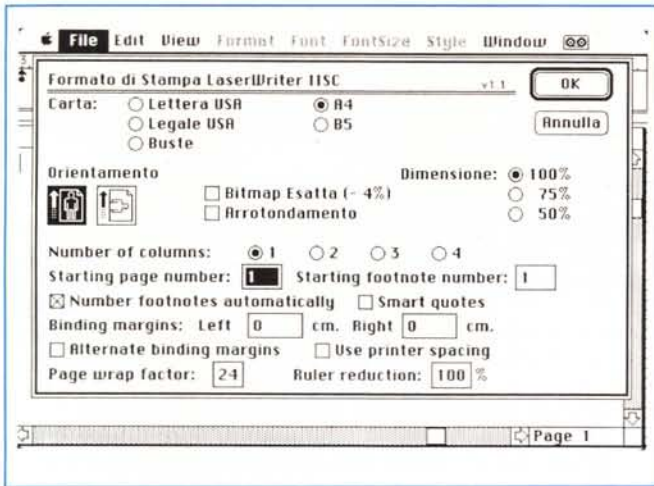 File Edit View Format Font FontSize Style Window
Formato di Stampa LaserWriter IISC v1.1 OK
Carta: Lettera USA A4 Annulla
Legale USA B5
Buste
Orientamento Dimensione: 100%
Bitmap Esatta (- 4%) 75%
Arrotondamento 50%
Number of columns: 1 2 3 4
Starting page number: 1 Starting footnote number: 1
Number footnotes automatically Smart quotes
Binding margins: Left 0 cm. Right 0 cm.
Alternate binding margins Use printer spacing
Page wrap factor: 24 Ruler reduction: 100 %
Page 1